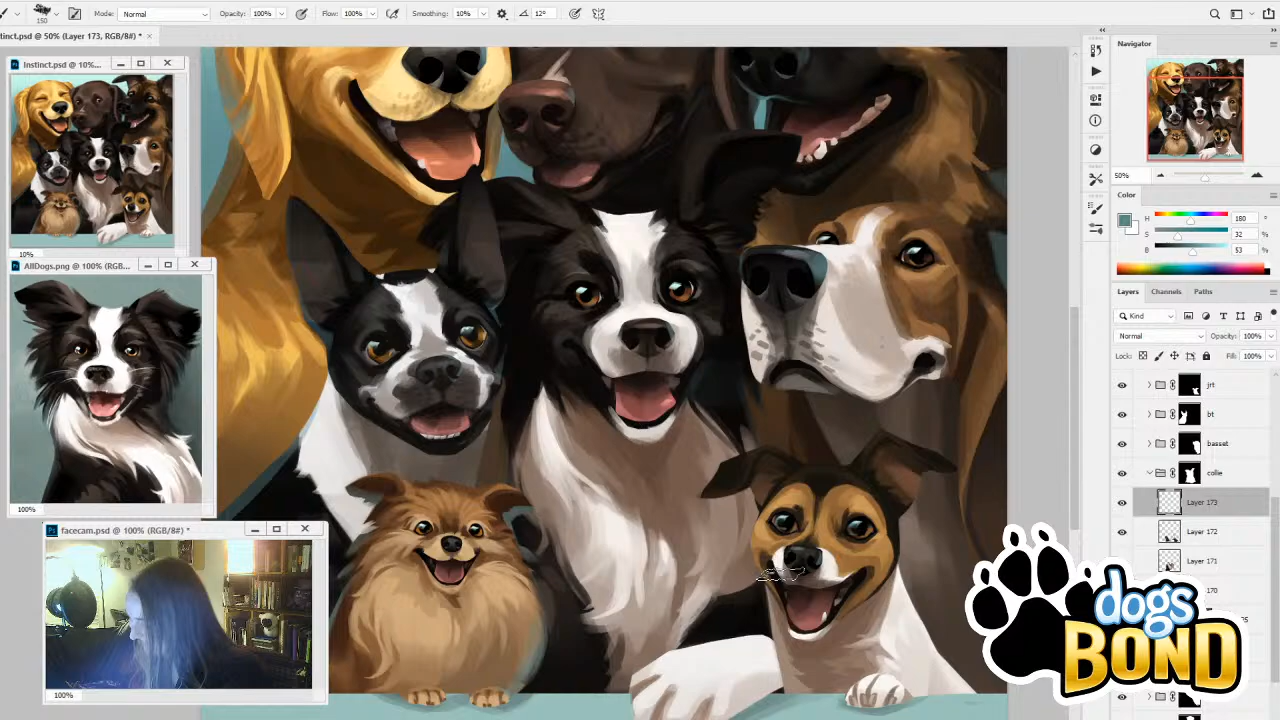 150
Mode: Normal
Opacity: 100%
Flow: 100%
Smoothing: 10%
12°
tinct.psd @ 50% (Layer 173, RGB/8#) *
Instinct.psd @ 10%...
10%
AllDogs.png @ 100% (RGB...
100%
facecam.psd @ 100% (RGB/8#) *
100%
Navigator
50%
Color
H 180 °
S 32 %
B 53 %
Layers Channels Paths
Kind
Normal Opacity: 100%
Lock: Fill: 100%
jrt
bt
basset
collie
Layer 173
Layer 172
Layer 171
170
dogs
BOND